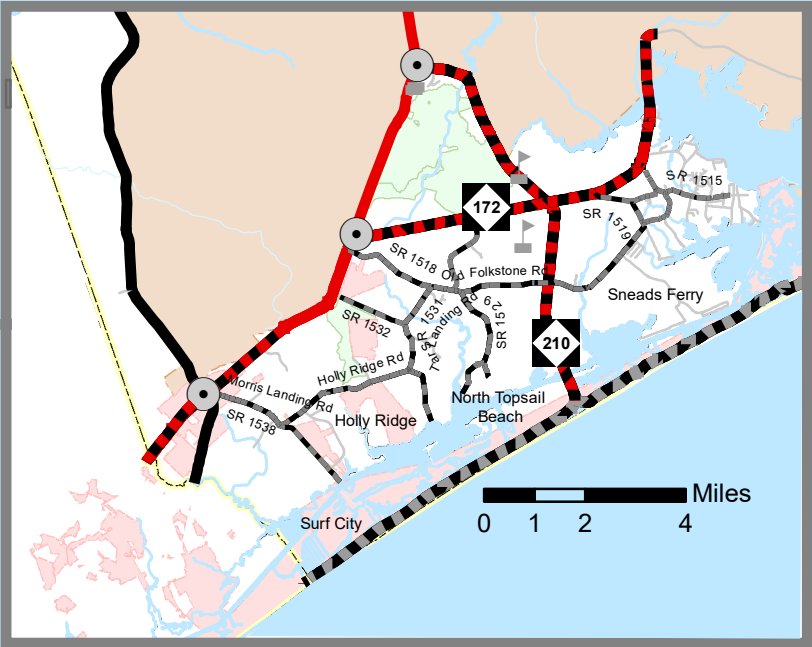 SR 1515
172
SR 1519
SR 1518
Old Folkstone Rd
Sneads Ferry
SR 1531
SR 1529
SR 1532
Tar Landing Rd
210
Holly Ridge Rd
Morris Landing Rd
North Topsail
Beach
SR 1538
Holly Ridge
Miles
Surf City
0 1 2 4